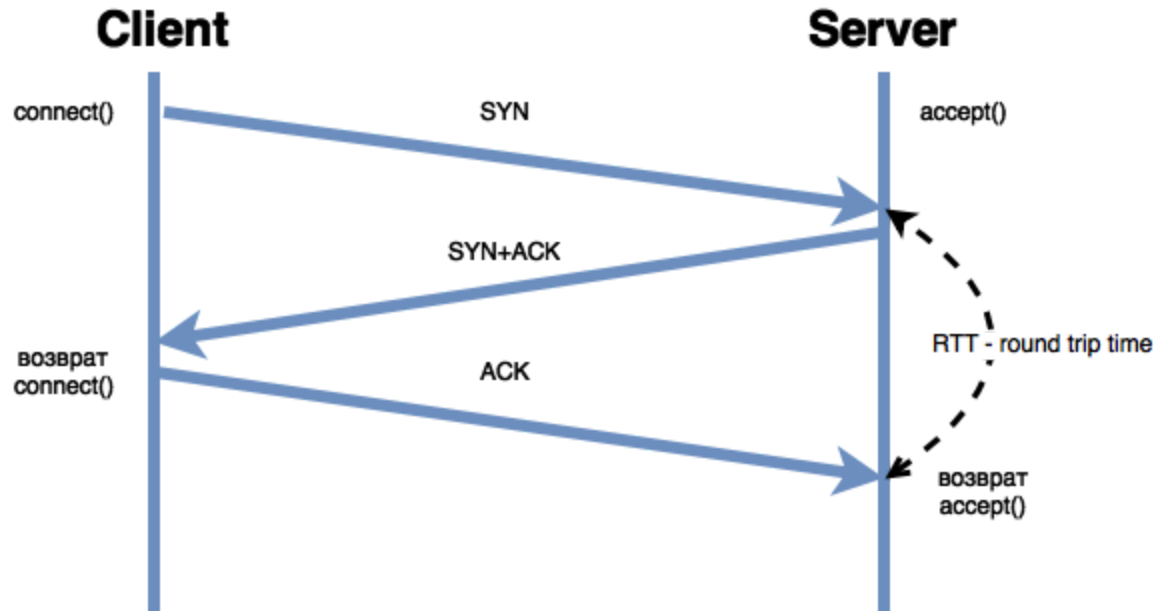 Client
Server
connect()
SYN
accept()
SYN+ACK
RTT - round trip time
возврат
connect()
ACK
возврат
accept()